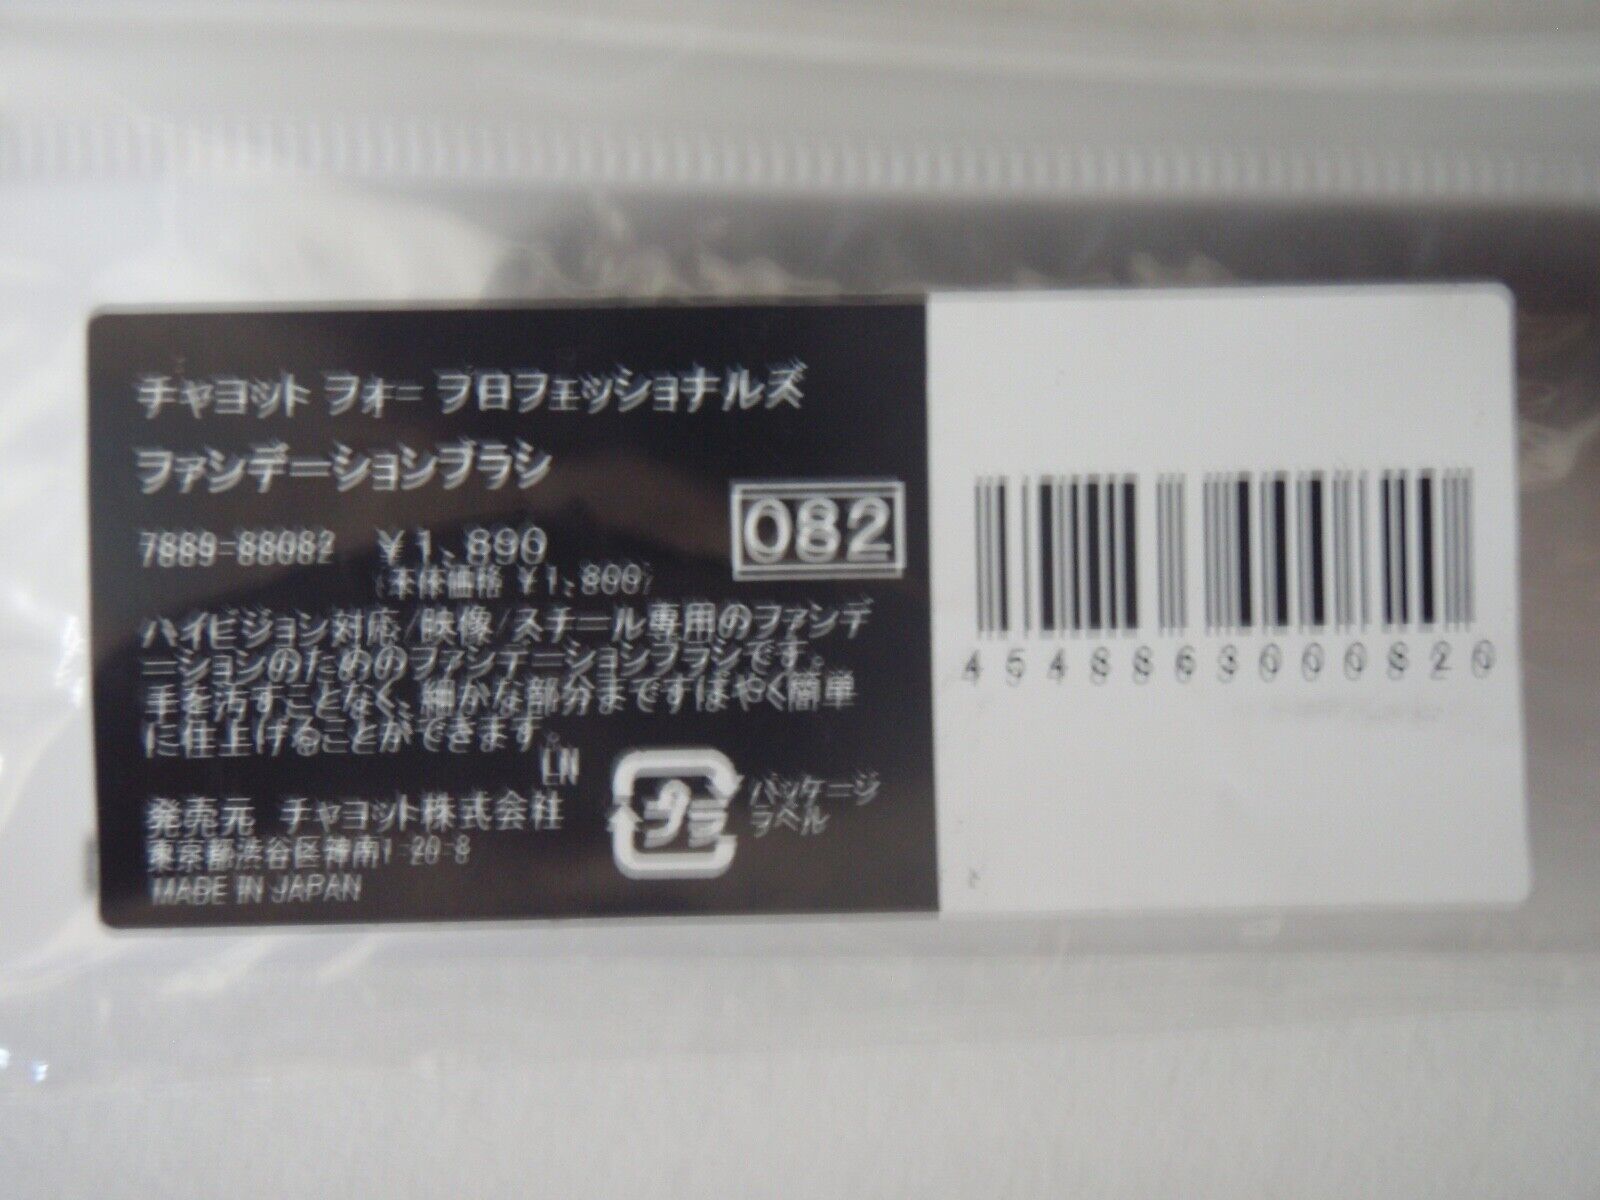 チャコット フォー プロフェッショナルズ
ファンデーションブラシ
082
7889-88082 ¥1,890
(本体価格 ¥1,800)
ハイビジョン対応/映像/スチール専用のファンデ
ーションのためのファンデーションブラシです。
手を汚すことなく、細かな部分まですばやく簡単
に仕上げることができます。
LN
発売元 チャコット株式会社
東京都渋谷区神南1-20-8
MADE IN JAPAN
プラ
パッケージ
ラベル
4548863000820